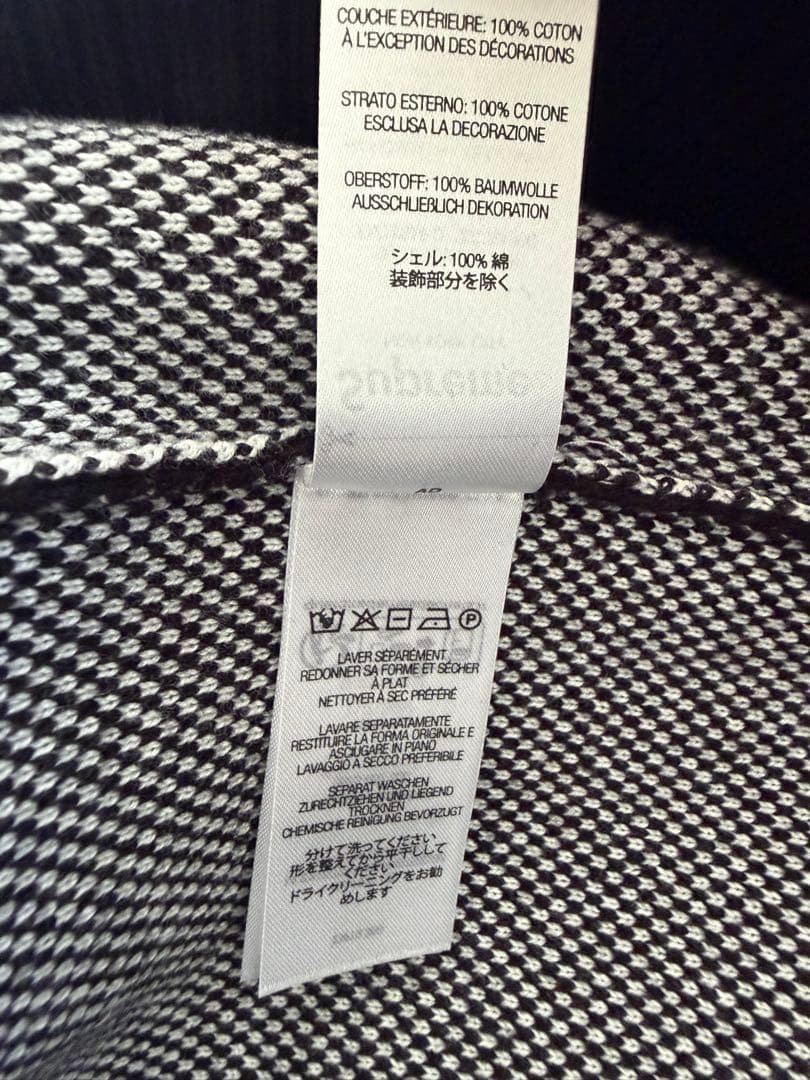 COUCHE EXTÉRIEURE: 100% COTON
À L'EXCEPTION DES DÉCORATIONS
STRATO ESTERNO: 100% COTONE
ESCLUSA LA DECORAZIONE
OBERSTOFF: 100% BAUMWOLLE
AUSSCHLIEßLICH DEKORATION
シェル: 100% 綿
装飾部分を除く
Supreme
P
LAVER SÉPARÉMENT
REDONNER SA FORME ET SÉCHER
À PLAT
NETTOYER À SEC PRÉFÉRÉ
LAVARE SEPARATAMENTE
RESTITUIRE LA FORMA ORIGINALE E
ASCIUGARE IN PIANO
LAVAGGIO A SECCO PREFERIBILE
SEPARAT WASCHEN
ZURECHTZIEHEN UND LIEGEND
TROCKNEN
CHEMISCHE REINIGUNG BEVORZUGT
分けて洗ってください
形を整えてから平干しして
ください
ドライクリーニングをお勧
めします